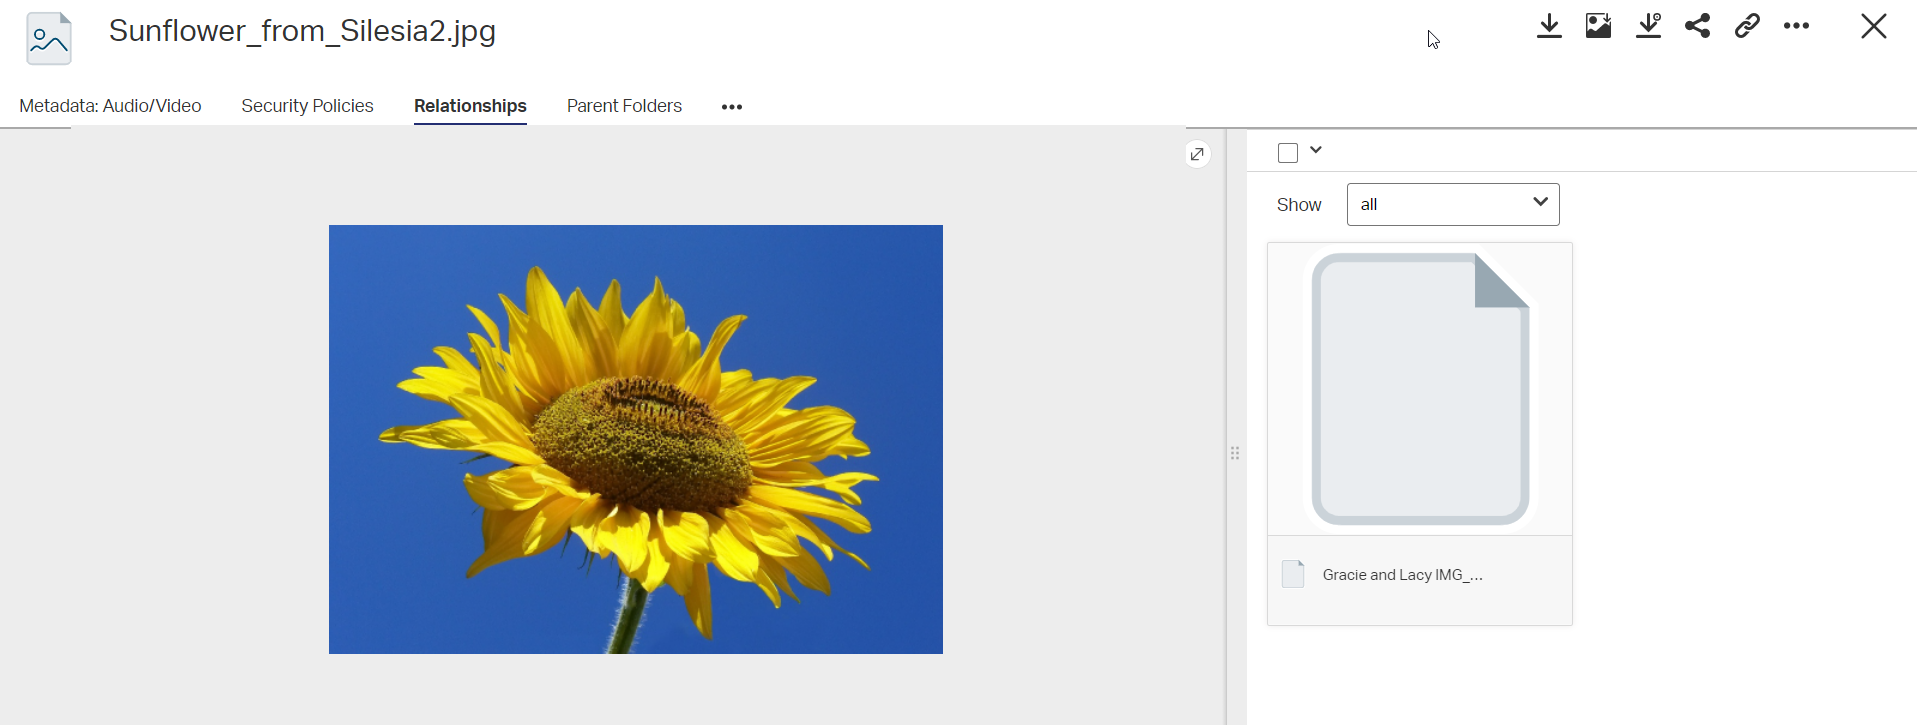 Sunflower_from_Silesia2.jpg
Metadata: Audio/Video Security Policies Relationships Parent Folders
Show all
Gracie and Lacy IMG_...